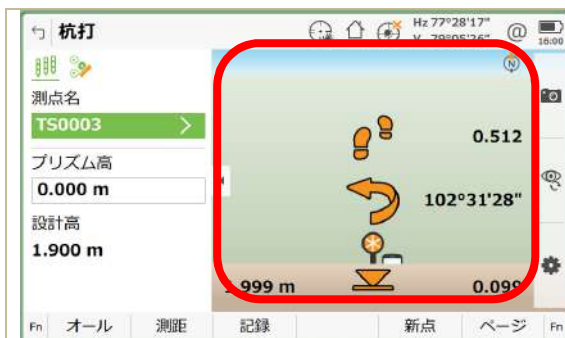 杭打
Hz 77°28'17"
@
16:00
測点名
TS0003
プリズム高
0.000 m
設計高
1.900 m
N
0.512
102°31'28"
.999 m
0.099
Fn オール 測距 記録 新点 ページ Fn